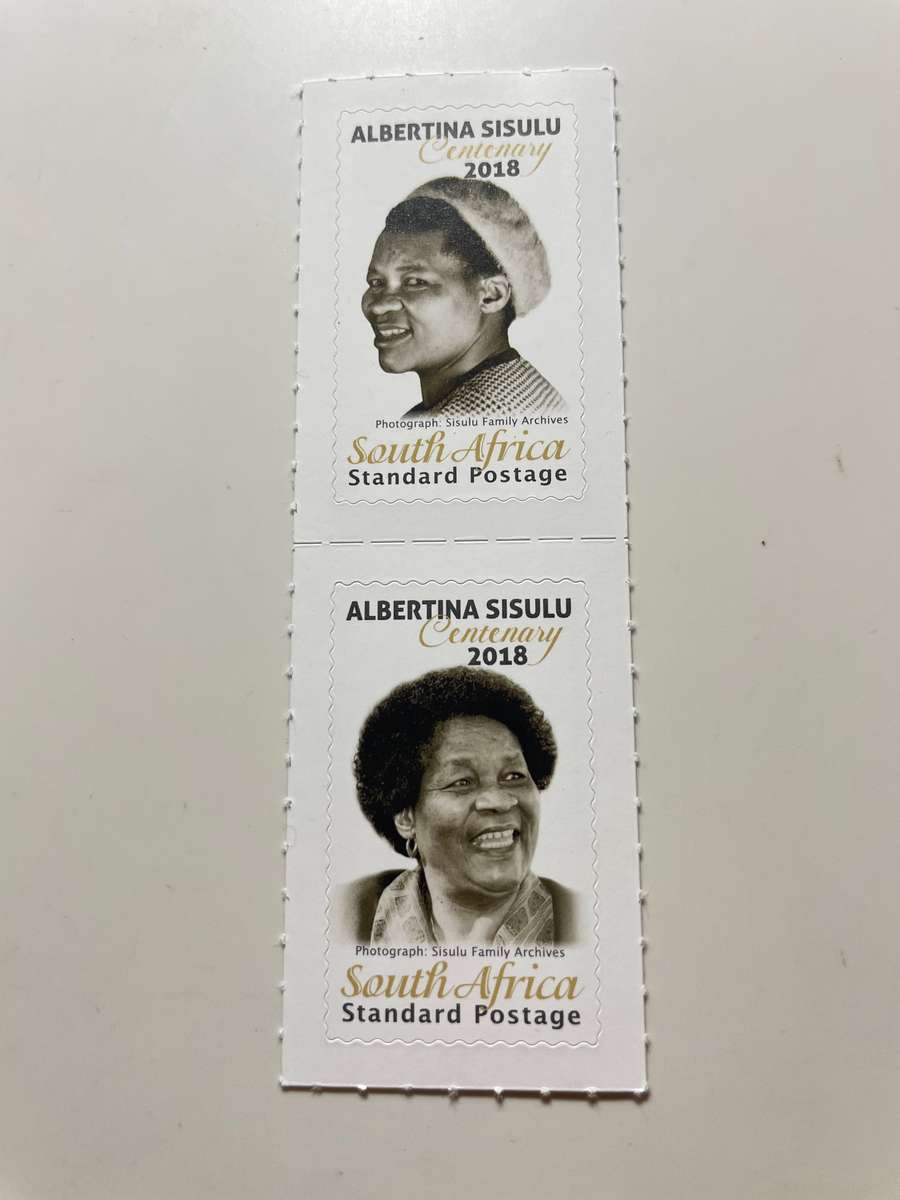 ALBERTINA SISULU
Centenary
2018
Photograph: Sisulu Family Archives
South Africa
Standard Postage
ALBERTINA SISULU
Centenary
2018
Photograph: Sisulu Family Archives
South Africa
Standard Postage